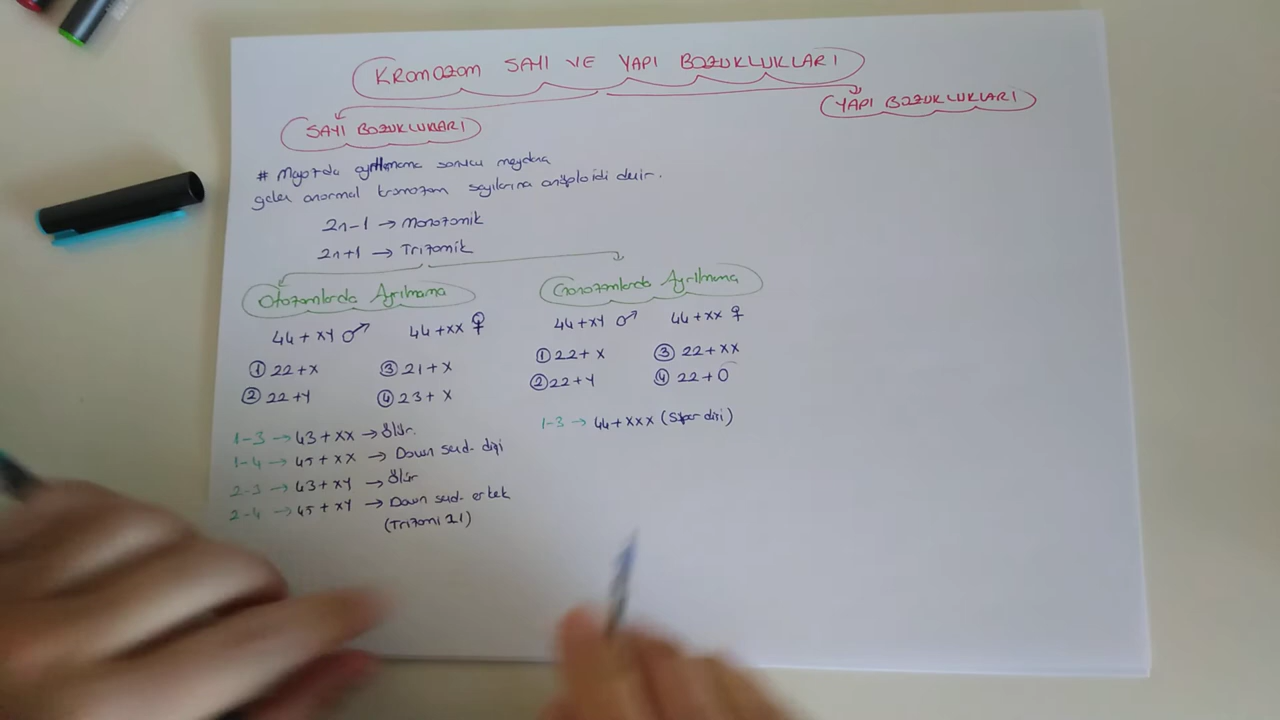 KROMOZOM SAYI VE YAPI BOZUKLUKLARI
SAYI BOZUKLUKLARI
YAPI BOZUKLUKLARI
# Mayozda ayrılmama sonucu meydana
gelen anormal kromozom sayılarına anöploidi denir.
2n-1 → Monozomik
2n+1 → Trizomik
Otozomlarda Ayrılmama
44+XY ♂ 44+XX ♀
① 22+X ③ 21+X
② 22+Y ④ 23+X
1-3 → 43+XX → Ölür.
1-4 → 45+XX → Down send. dişi
2-3 → 43+XY → Ölür
2-4 → 45+XY → Down send. erkek
(Trizomi 21)
Gonozomlarda Ayrılmama
44+XY ♂ 44+XX ♀
① 22+X ③ 22+XX
② 22+Y ④ 22+0
1-3 → 44+XXX (Süper dişi)